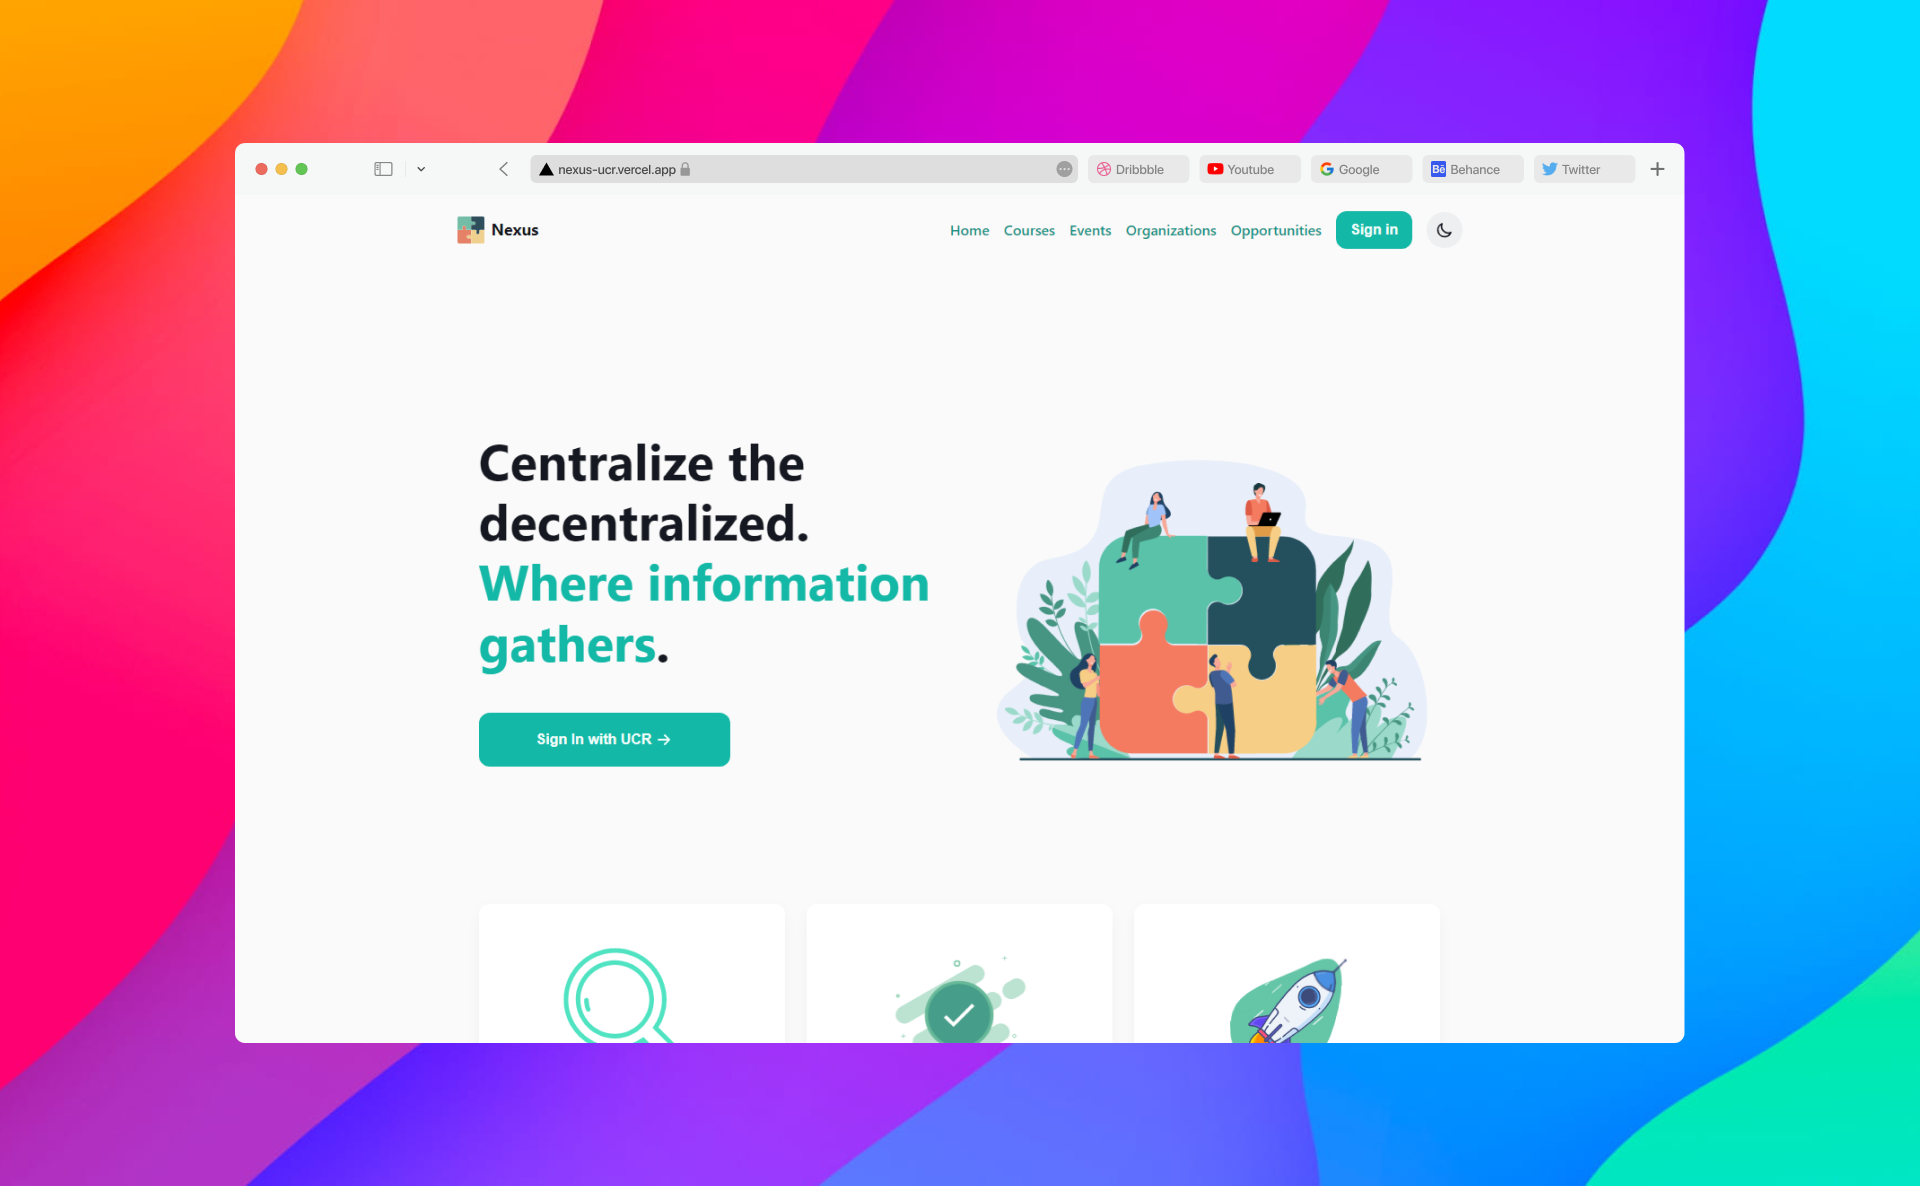 nexus-ucr.vercel.app
Dribbble
Youtube
Google
Bē Behance
Twitter
Nexus
Home Courses Events Organizations Opportunities Sign in
Centralize the
decentralized.
Where information
gathers.
Sign In with UCR →